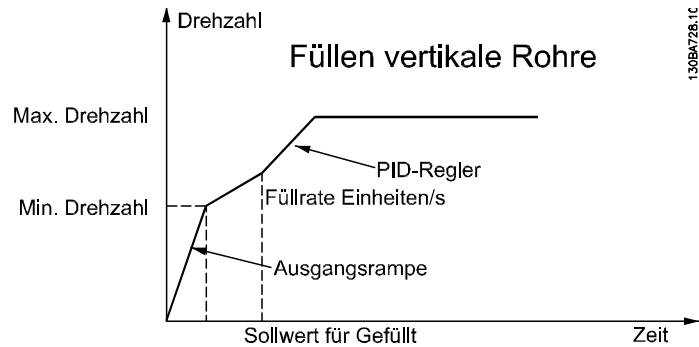 Drehzahl
Füllen vertikale Rohre
130BA728.10
Max. Drehzahl
PID-Regler
Füllrate Einheiten/s
Min. Drehzahl
Ausgangsrampe
Sollwert für Gefüllt
Zeit